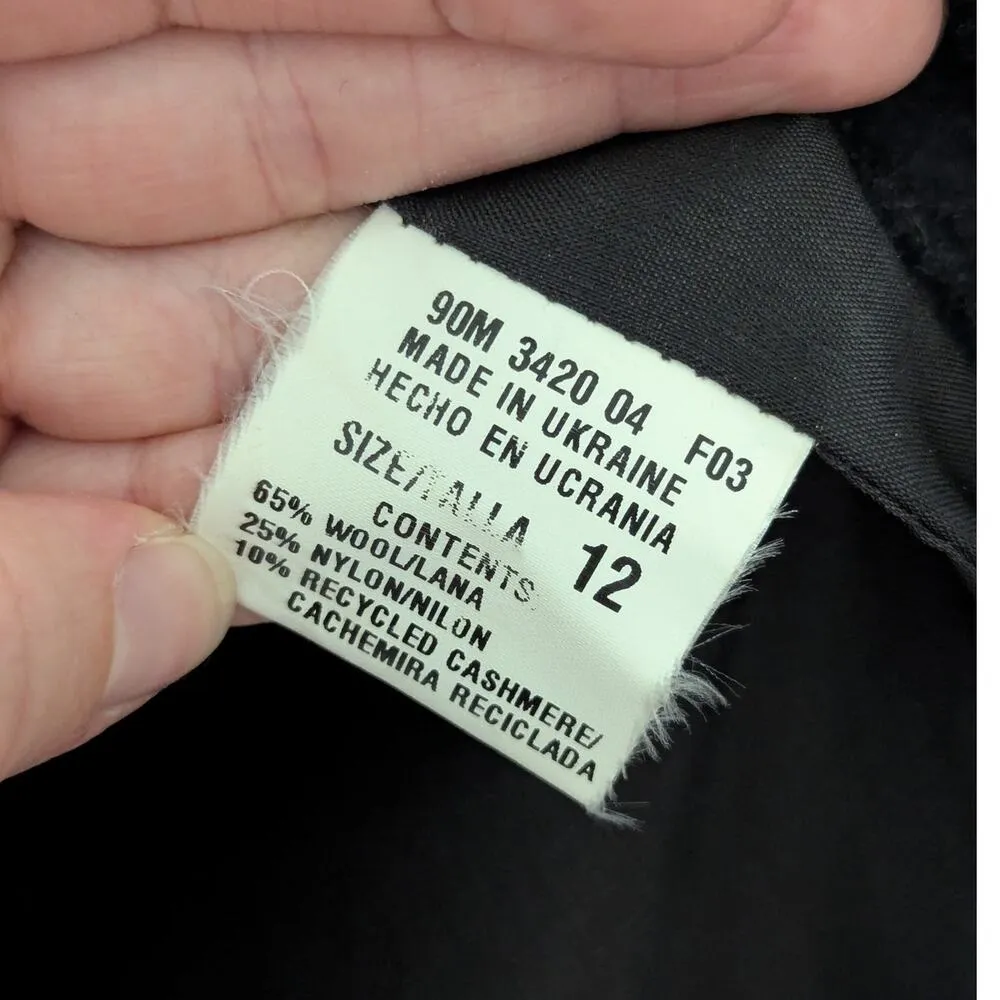 90M 3420 04 F03
MADE IN UKRAINE
HECHO EN UCRANIA
SIZE/TALLA 12
CONTENTS
65% WOOL/LANA
25% NYLON/NILON
10% RECYCLED CASHMERE/
CACHEMIRA RECICLADA